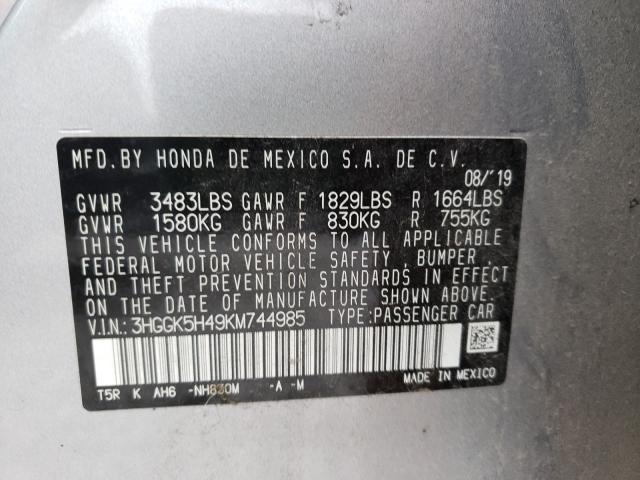 MFD. BY HONDA DE MEXICO S.A. DE C.V.
08/'19
GVWR 3483LBS GAWR F 1829LBS R 1664LBS
GVWR 1580KG GAWR F 830KG R 755KG
THIS VEHICLE CONFORMS TO ALL APPLICABLE
FEDERAL MOTOR VEHICLE SAFETY, BUMPER,
AND THEFT PREVENTION STANDARDS IN EFFECT
ON THE DATE OF MANUFACTURE SHOWN ABOVE.
V.I.N.: 3HGGK5H49KM744985 TYPE:PASSENGER CAR
T5R K AH6 -NH830M -A -M MADE IN MEXICO